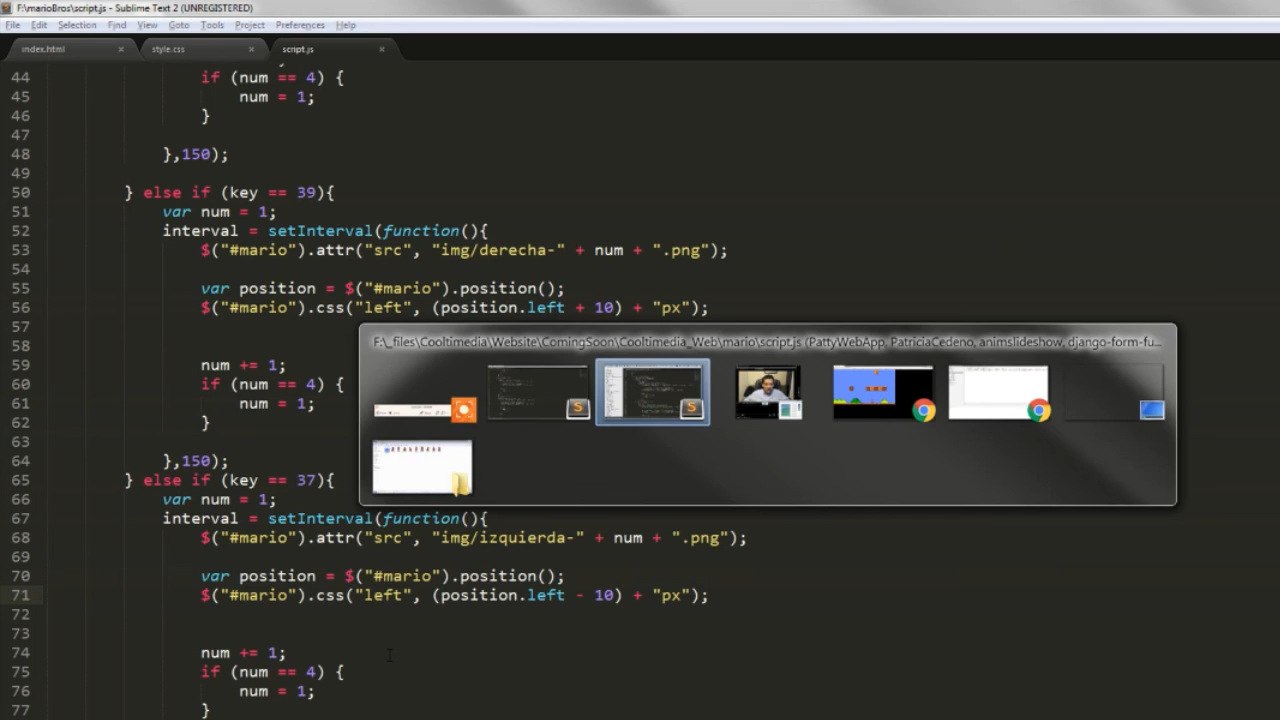 F:\marioBros\script.js - Sublime Text 2 (UNREGISTERED)
File Edit Selection Find View Goto Tools Project Preferences Help
index.html × style.css × script.js ×
44 if (num == 4) {
45 num = 1;
46 }
47
48 },150);
49
50 } else if (key == 39){
51 var num = 1;
52 interval = setInterval(function(){
53 $("#mario").attr("src", "img/derecha-" + num + ".png");
54
55 var position = $("#mario").position();
56 $("#mario").css("left", (position.left + 10) + "px");
57
58
F:\_files\Cooltimedia\Website\ComingSoon\Cooltimedia_Web\mario\script.js (PattyWebApp, PatriciaCedeno, animslideshow, django-form-fu...
59 num += 1;
60 if (num == 4) {
61 num = 1;
62 }
63
64 },150);
65 } else if (key == 37){
66 var num = 1;
67 interval = setInterval(function(){
68 $("#mario").attr("src", "img/izquierda-" + num + ".png");
69
70 var position = $("#mario").position();
71 $("#mario").css("left", (position.left - 10) + "px");
72
73
74 num += 1;
75 if (num == 4) {
76 num = 1;
77 }